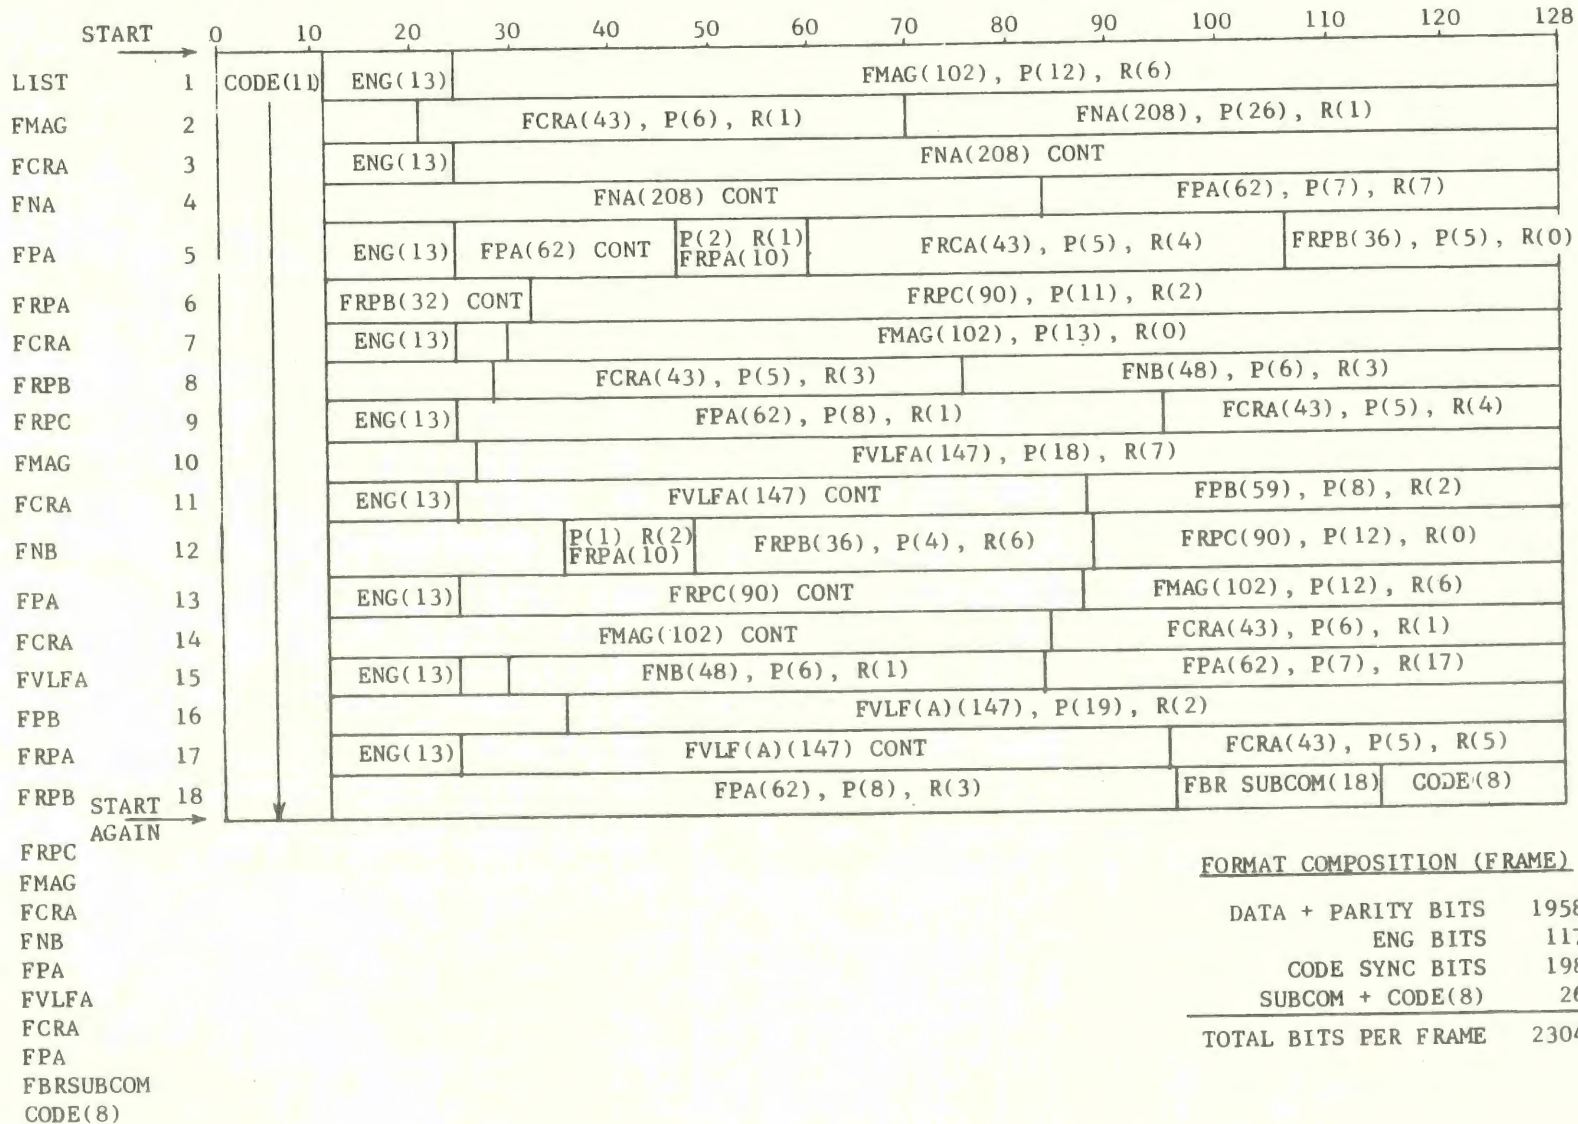 START 0 10 20 30 40 50 60 70 80 90 100 110 120 128
LIST 1 CODE(11) ENG(13) FMAG(102), P(12), R(6)
FMAG 2 FCRA(43), P(6), R(1) FNA(208), P(26), R(1)
FCRA 3 ENG(13) FNA(208) CONT
FNA 4 FNA(208) CONT FPA(62), P(7), R(7)
FPA 5 ENG(13) FPA(62) CONT P(2) R(1) FRPA(10) FRCA(43), P(5), R(4) FRPB(36), P(5), R(0)
FRPA 6 FRPB(32) CONT FRPC(90), P(11), R(2)
FCRA 7 ENG(13) FMAG(102), P(13), R(0)
FRPB 8 FCRA(43), P(5), R(3) FNB(48), P(6), R(3)
FRPC 9 ENG(13) FPA(62), P(8), R(1) FCRA(43), P(5), R(4)
FMAG 10 FVLFA(147), P(18), R(7)
FCRA 11 ENG(13) FVLFA(147) CONT FPB(59), P(8), R(2)
FNB 12 P(1) R(2) FRPA(10) FRPB(36), P(4), R(6) FRPC(90), P(12), R(0)
FPA 13 ENG(13) FRPC(90) CONT FMAG(102), P(12), R(6)
FCRA 14 FMAG(102) CONT FCRA(43), P(6), R(1)
FVLFA 15 ENG(13) FNB(48), P(6), R(1) FPA(62), P(7), R(17)
FPB 16 FVLF(A)(147), P(19), R(2)
FRPA 17 ENG(13) FVLF(A)(147) CONT FCRA(43), P(5), R(5)
FRPB 18 FPA(62), P(8), R(3) FBR SUBCOM(18) CODE(8)
START AGAIN
FRPC
FMAG
FCRA
FNB
FPA
FVLFA
FCRA
FPA
FBRSUBCOM
CODE(8)
FORMAT COMPOSITION (FRAME)
DATA + PARITY BITS 1958
ENG BITS 117
CODE SYNC BITS 198
SUBCOM + CODE(8) 26
TOTAL BITS PER FRAME 2304